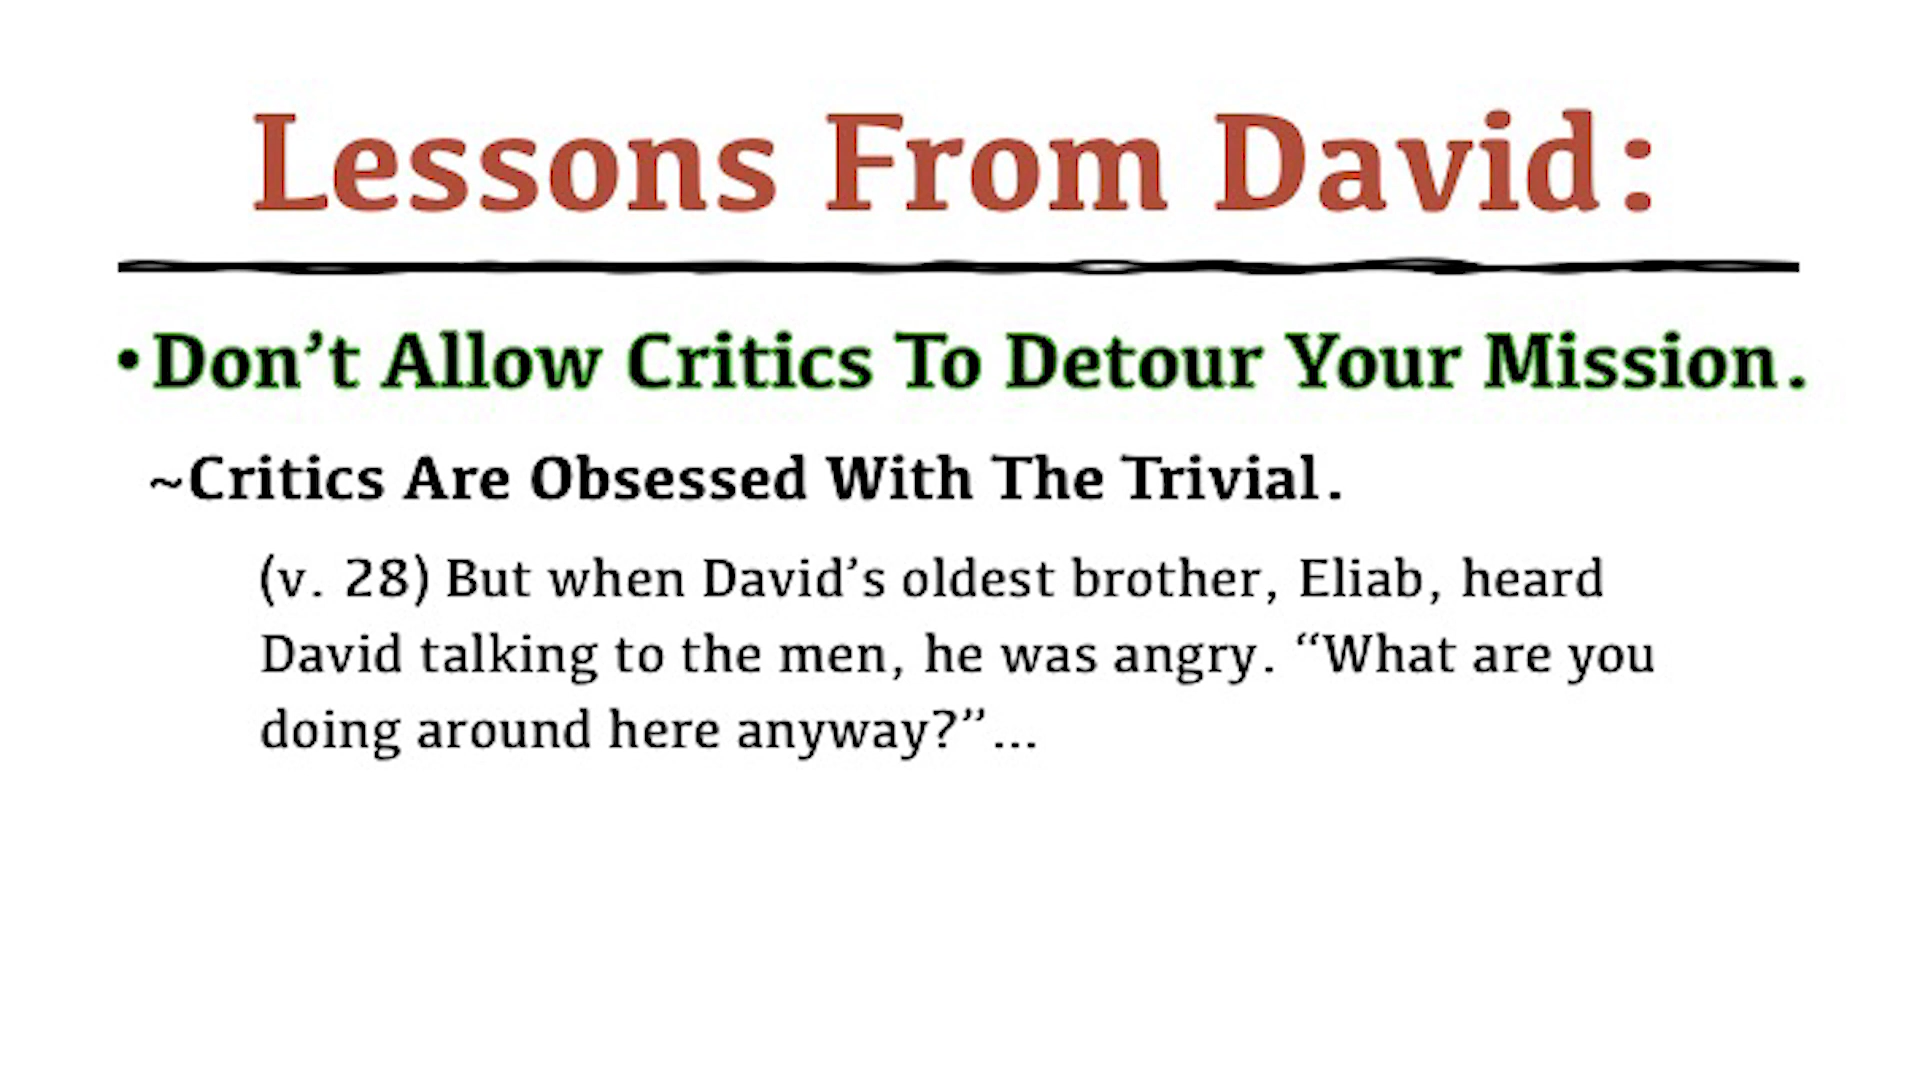 Lessons From David:
•Don’t Allow Critics To Detour Your Mission.
~Critics Are Obsessed With The Trivial.
(v. 28) But when David’s oldest brother, Eliab, heard
David talking to the men, he was angry. “What are you
doing around here anyway?”...